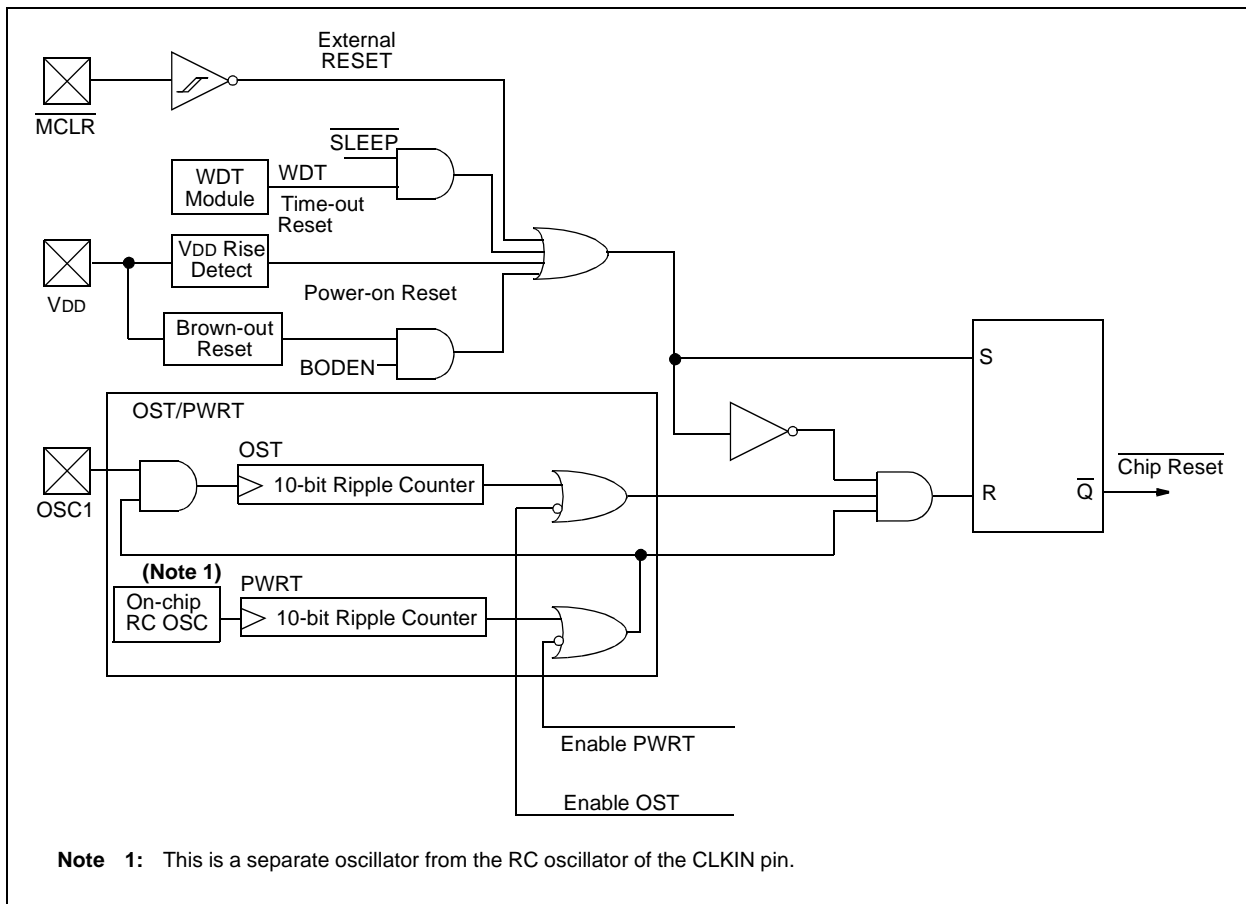 External
RESET
MCLR
SLEEP
WDT
Module
WDT
Time-out
Reset
VDD Rise
Detect
VDD
Power-on Reset
Brown-out
Reset
BODEN
S
OST/PWRT
OST
10-bit Ripple Counter
OSC1
Chip Reset
R
Q
(Note 1)
On-chip
RC OSC
PWRT
10-bit Ripple Counter
Enable PWRT
Enable OST
Note 1: This is a separate oscillator from the RC oscillator of the CLKIN pin.